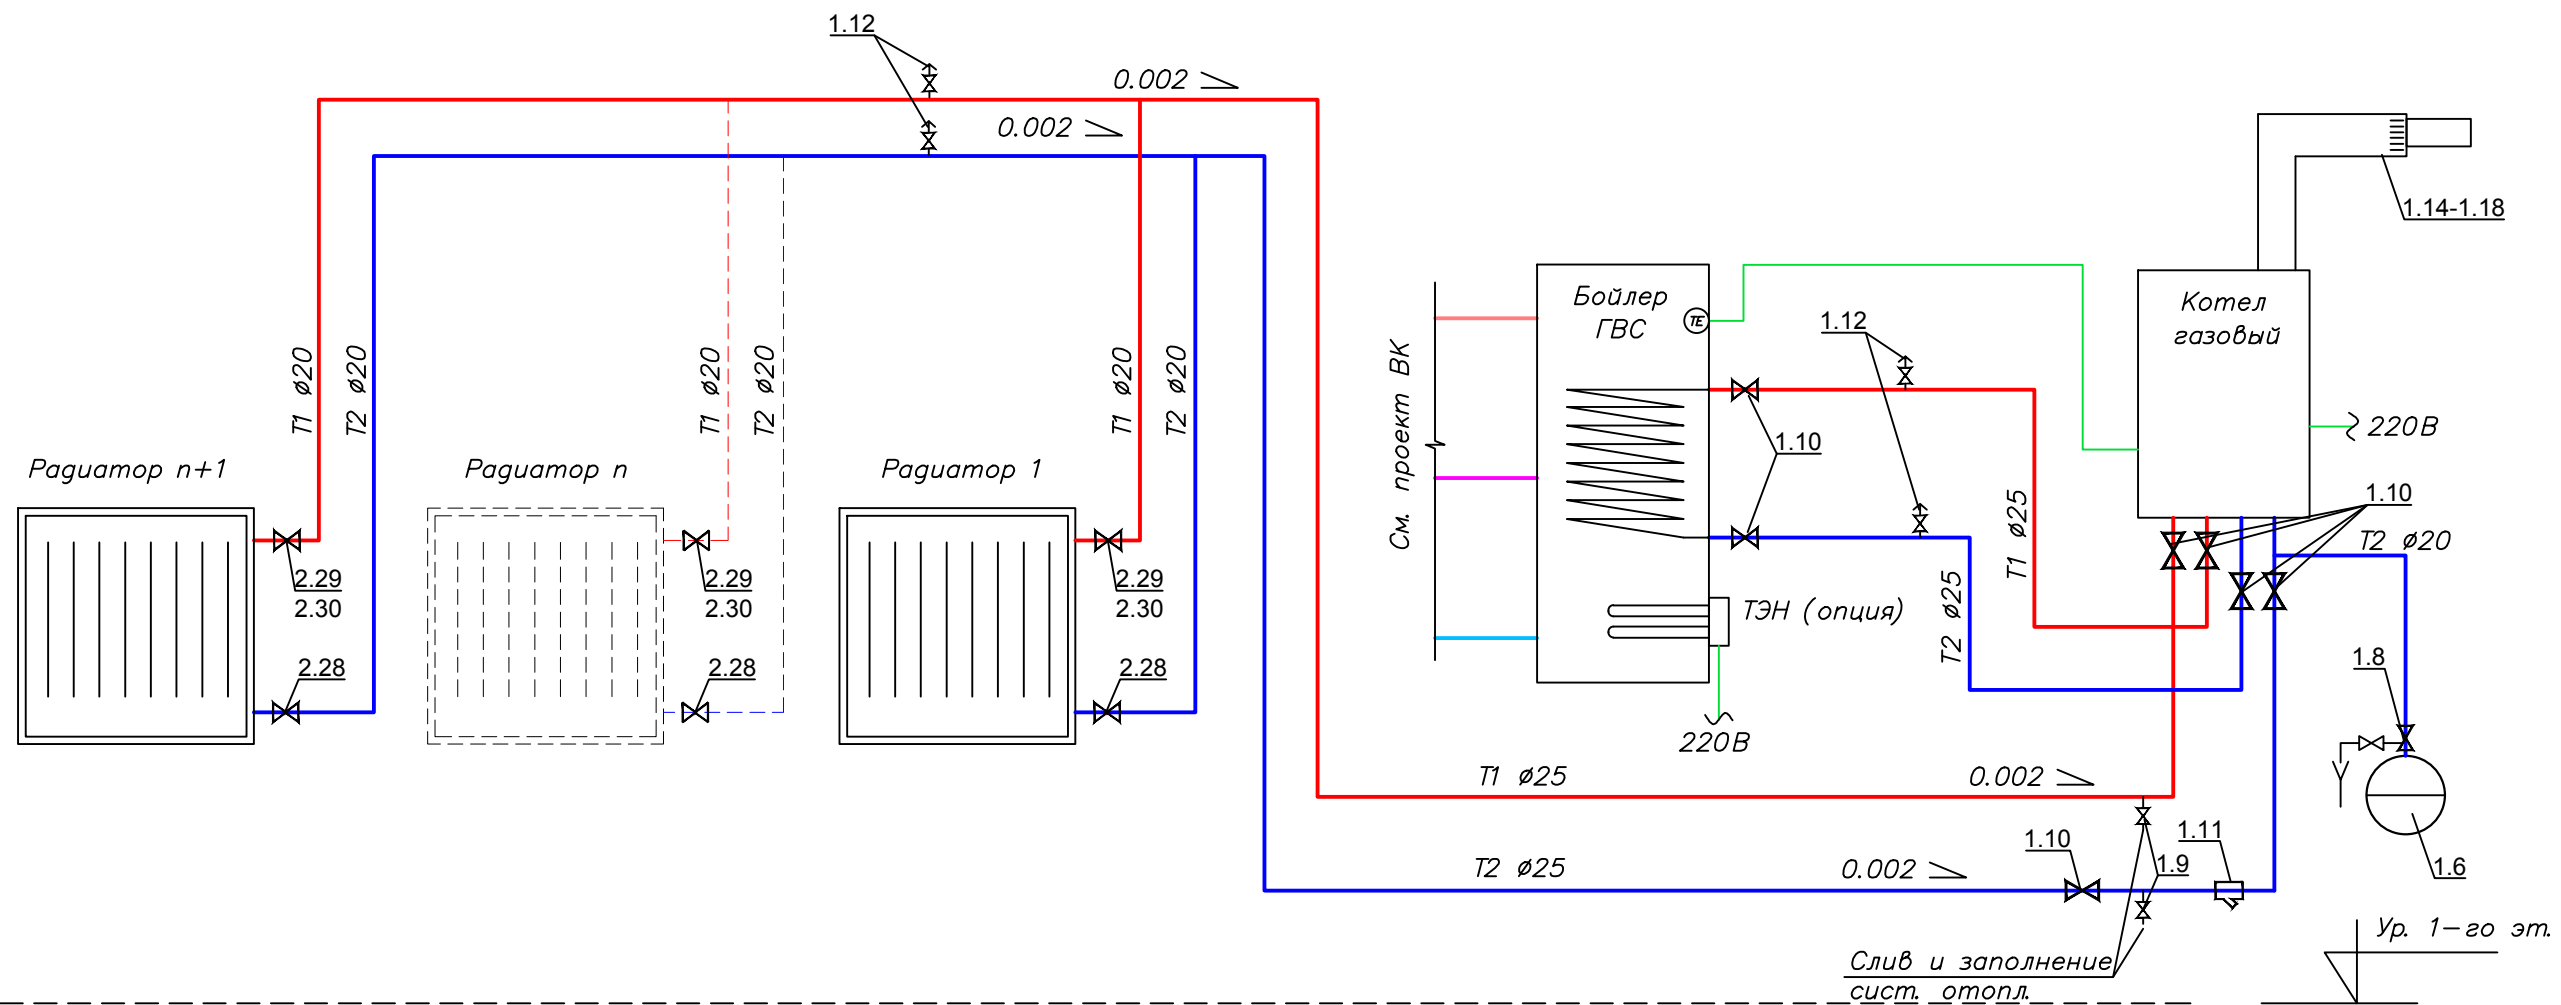 1.12
0.002
0.002
1.14-1.18
Бойлер
ГВС
TE
Котел
газовый
1.12
См. проект ВК
T1 ø20
T2 ø20
T1 ø20
T2 ø20
T1 ø20
T2 ø20
220В
1.10
Радиатор n+1
Радиатор n
Радиатор 1
1.10
T1 ø25
T2 ø20
2.29
2.30
2.29
2.30
2.29
2.30
ТЭН (опция)
T2 ø25
2.28
2.28
2.28
1.8
220В
T1 ø25
0.002
T2 ø25
0.002
1.10
1.11
1.9
1.6
Ур. 1-го эт.
Слив и заполнение
сист. отопл.